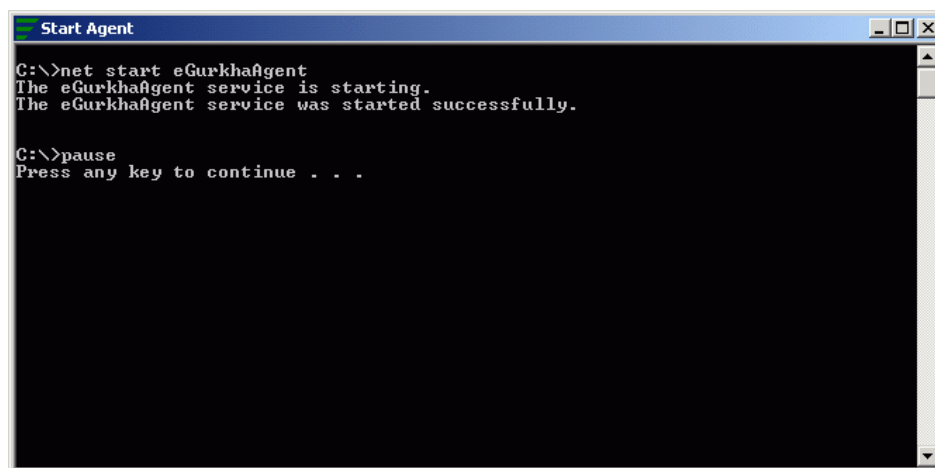 Start Agent
C:\>net start eGurkhaAgent
The eGurkhaAgent service is starting.
The eGurkhaAgent service was started successfully.
C:\>pause
Press any key to continue . . .